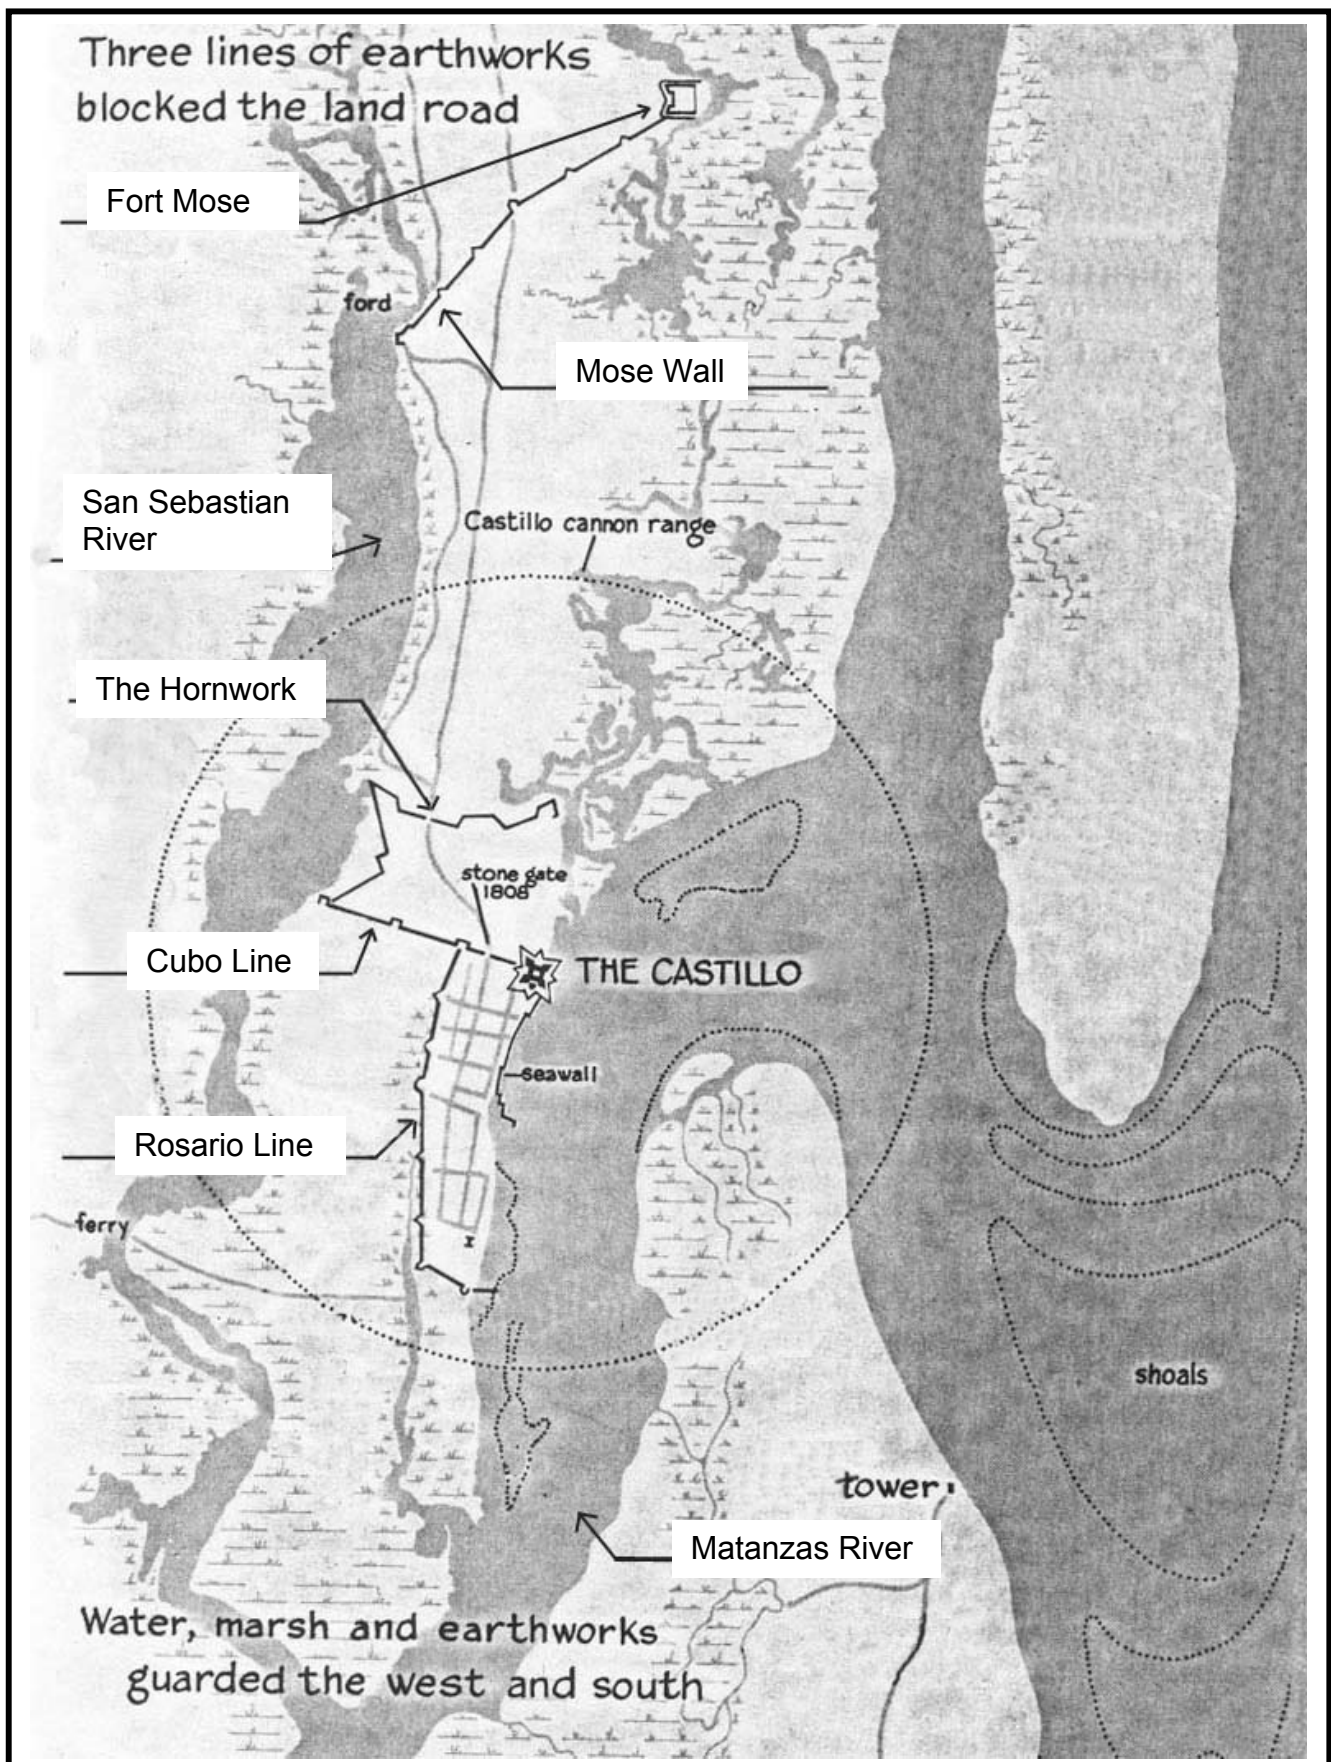 Three lines of earthworks
blocked the land road
Fort Mose
ford
Mose Wall
San Sebastian
River
Castillo cannon range
The Hornwork
stone gate
1808
Cubo Line
THE CASTILLO
seawall
Rosario Line
ferry
shoals
tower
Matanzas River
Water, marsh and earthworks
guarded the west and south